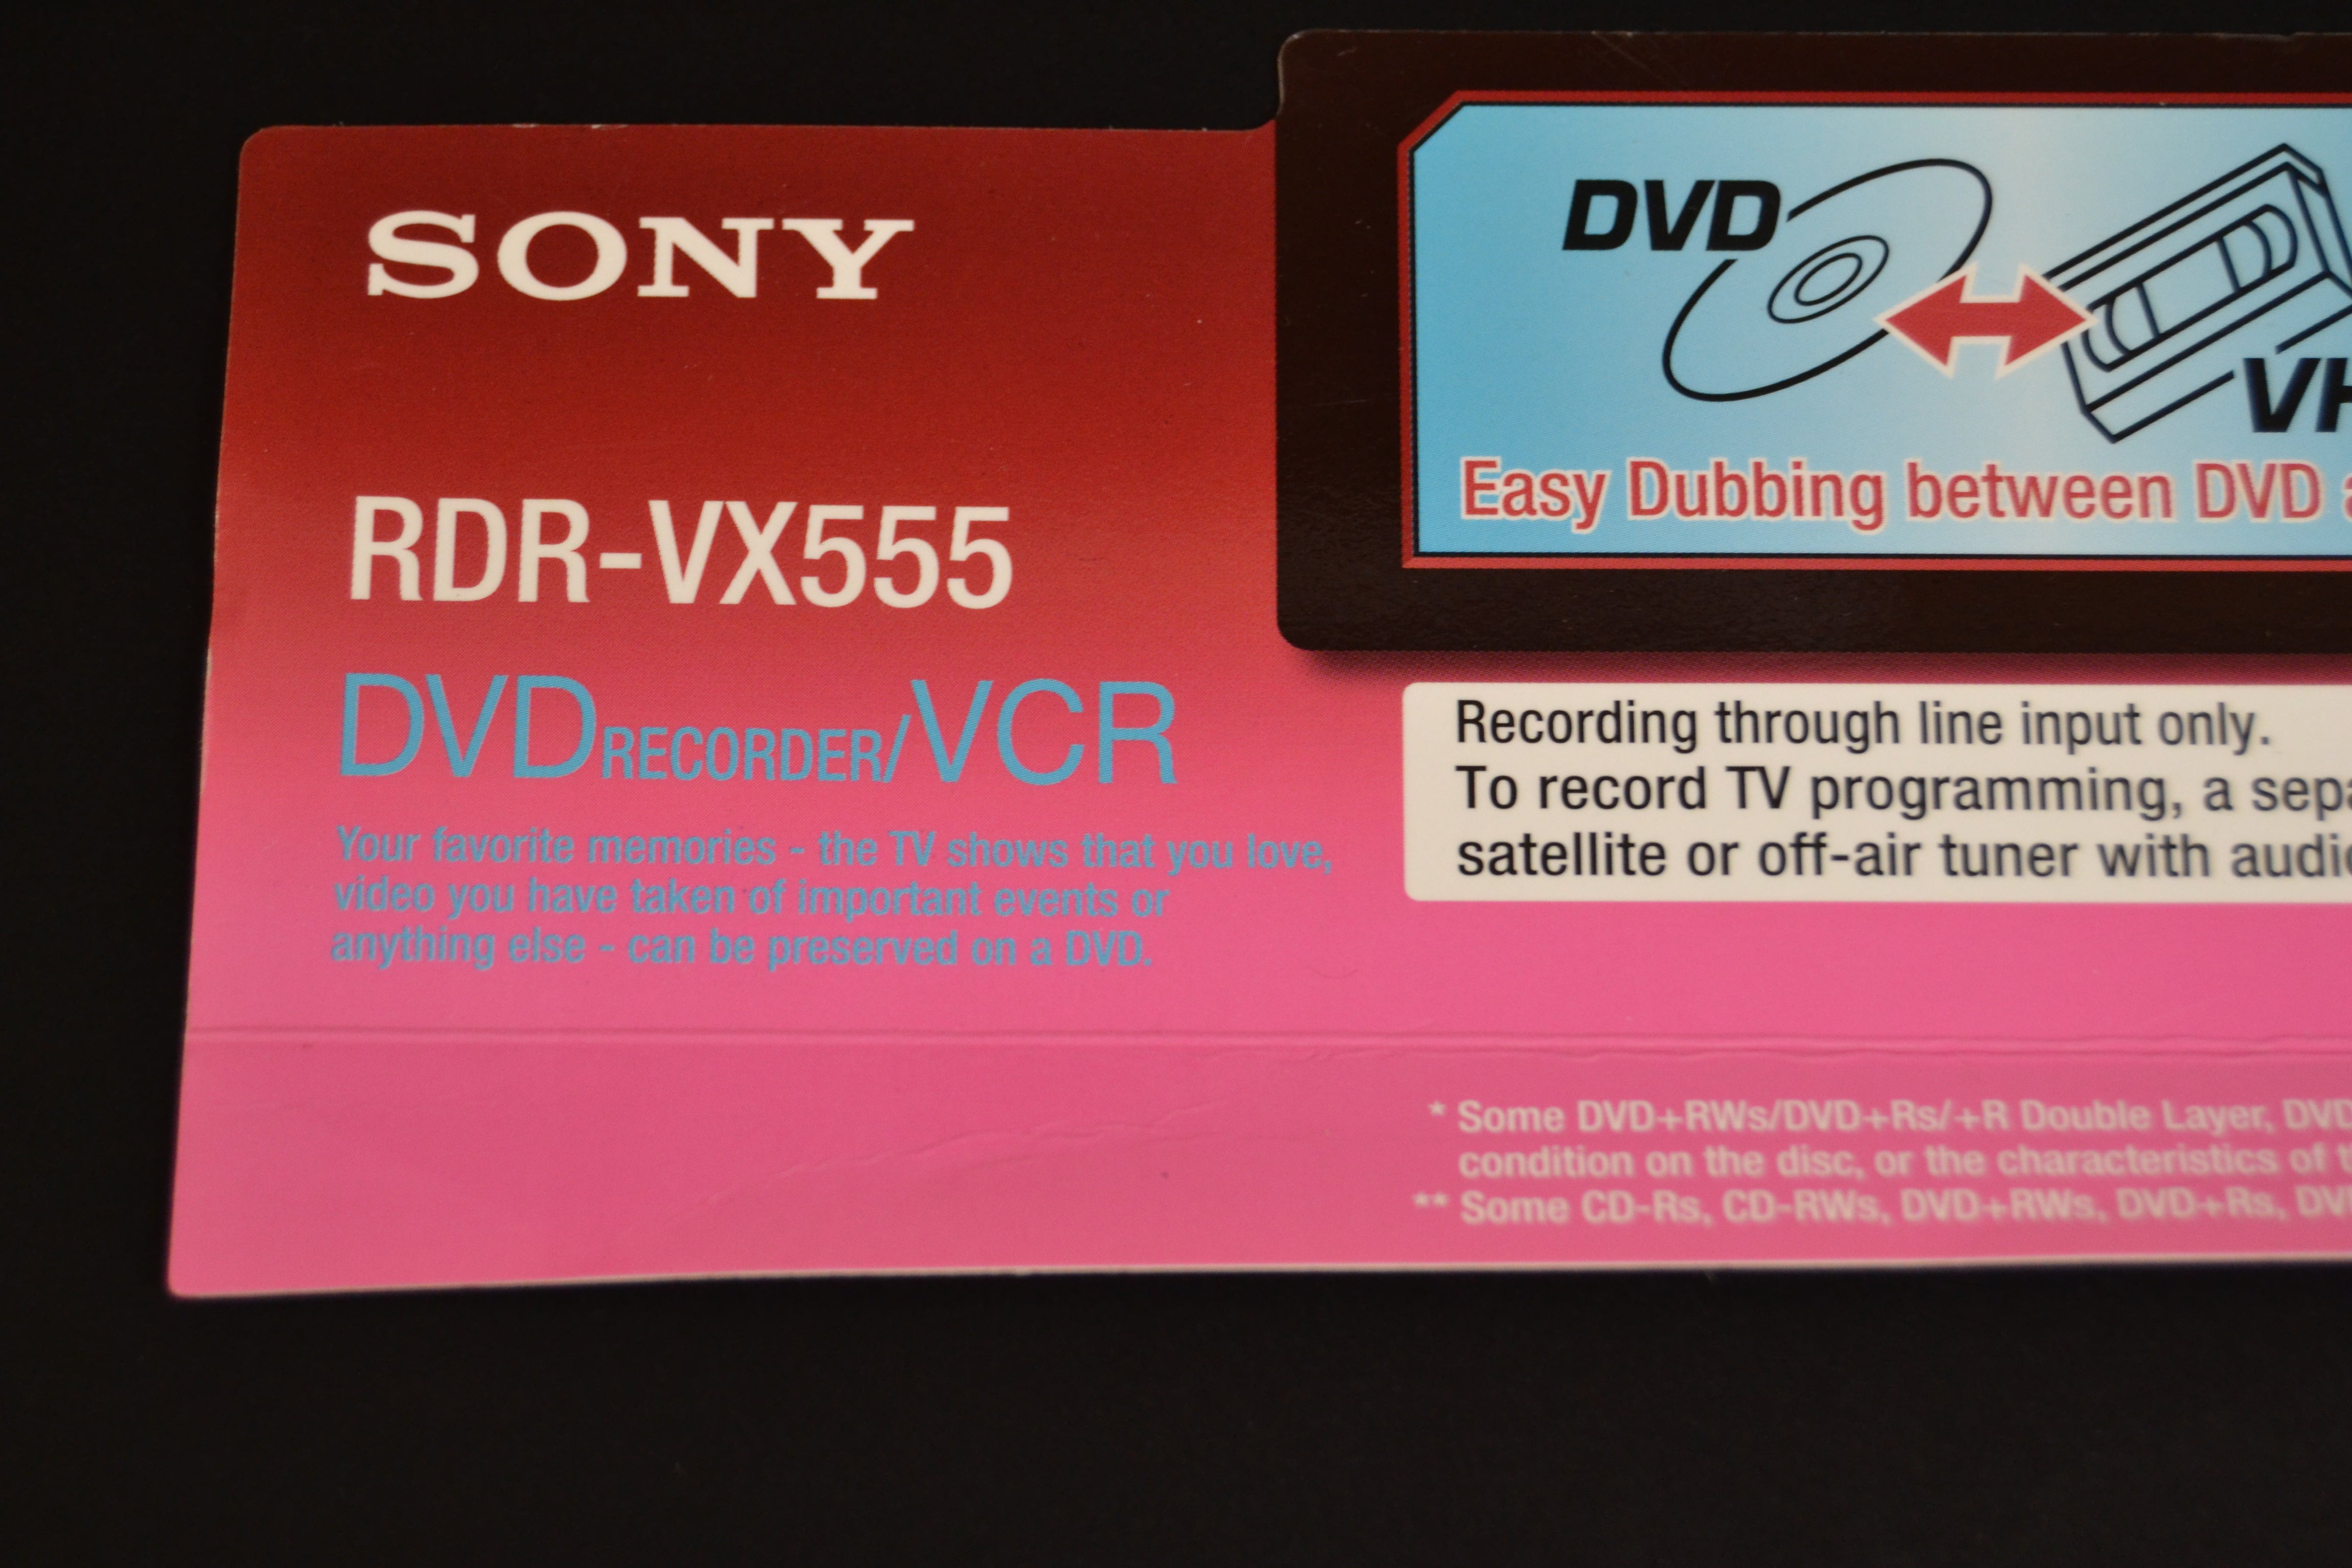 SONY
RDR-VX555
DVD RECORDER/VCR
Your favorite memories - the TV shows that you love,
video you have taken of important events or
anything else - can be preserved on a DVD.
DVD
Easy Dubbing between DVD
Recording through line input only.
To record TV programming, a
satellite or off-air tuner with
* Some DVD+RWs/DVD+Rs/+R Double Layer, DVD
condition on the disc, or the characteristics of
** Some CD-Rs, CD-RWs, DVD+RWs, DVD+Rs,